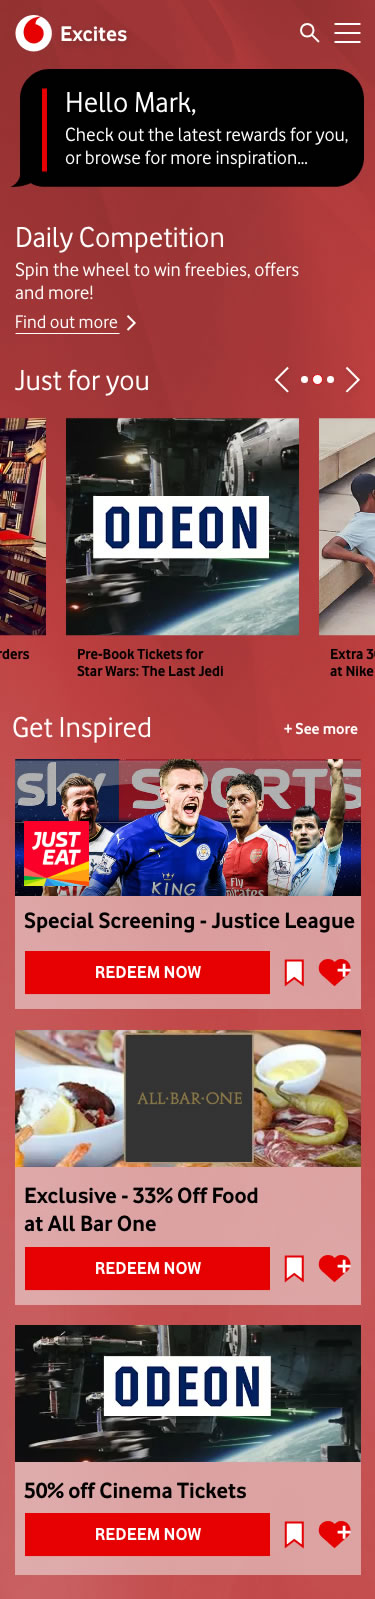 Excites
Hello Mark,
Check out the latest rewards for you,
or browse for more inspiration...
Daily Competition
Spin the wheel to win freebies, offers
and more!
Find out more
Just for you
ODEON
rders
Pre-Book Tickets for
Star Wars: The Last Jedi
Extra 3
at Nike
Get Inspired
+ See more
sky SPORTS
JUST
EAT
KING
Fly
Emirates
Special Screening - Justice League
REDEEM NOW
ALL·BAR·ONE
Exclusive - 33% Off Food
at All Bar One
REDEEM NOW
ODEON
50% off Cinema Tickets
REDEEM NOW